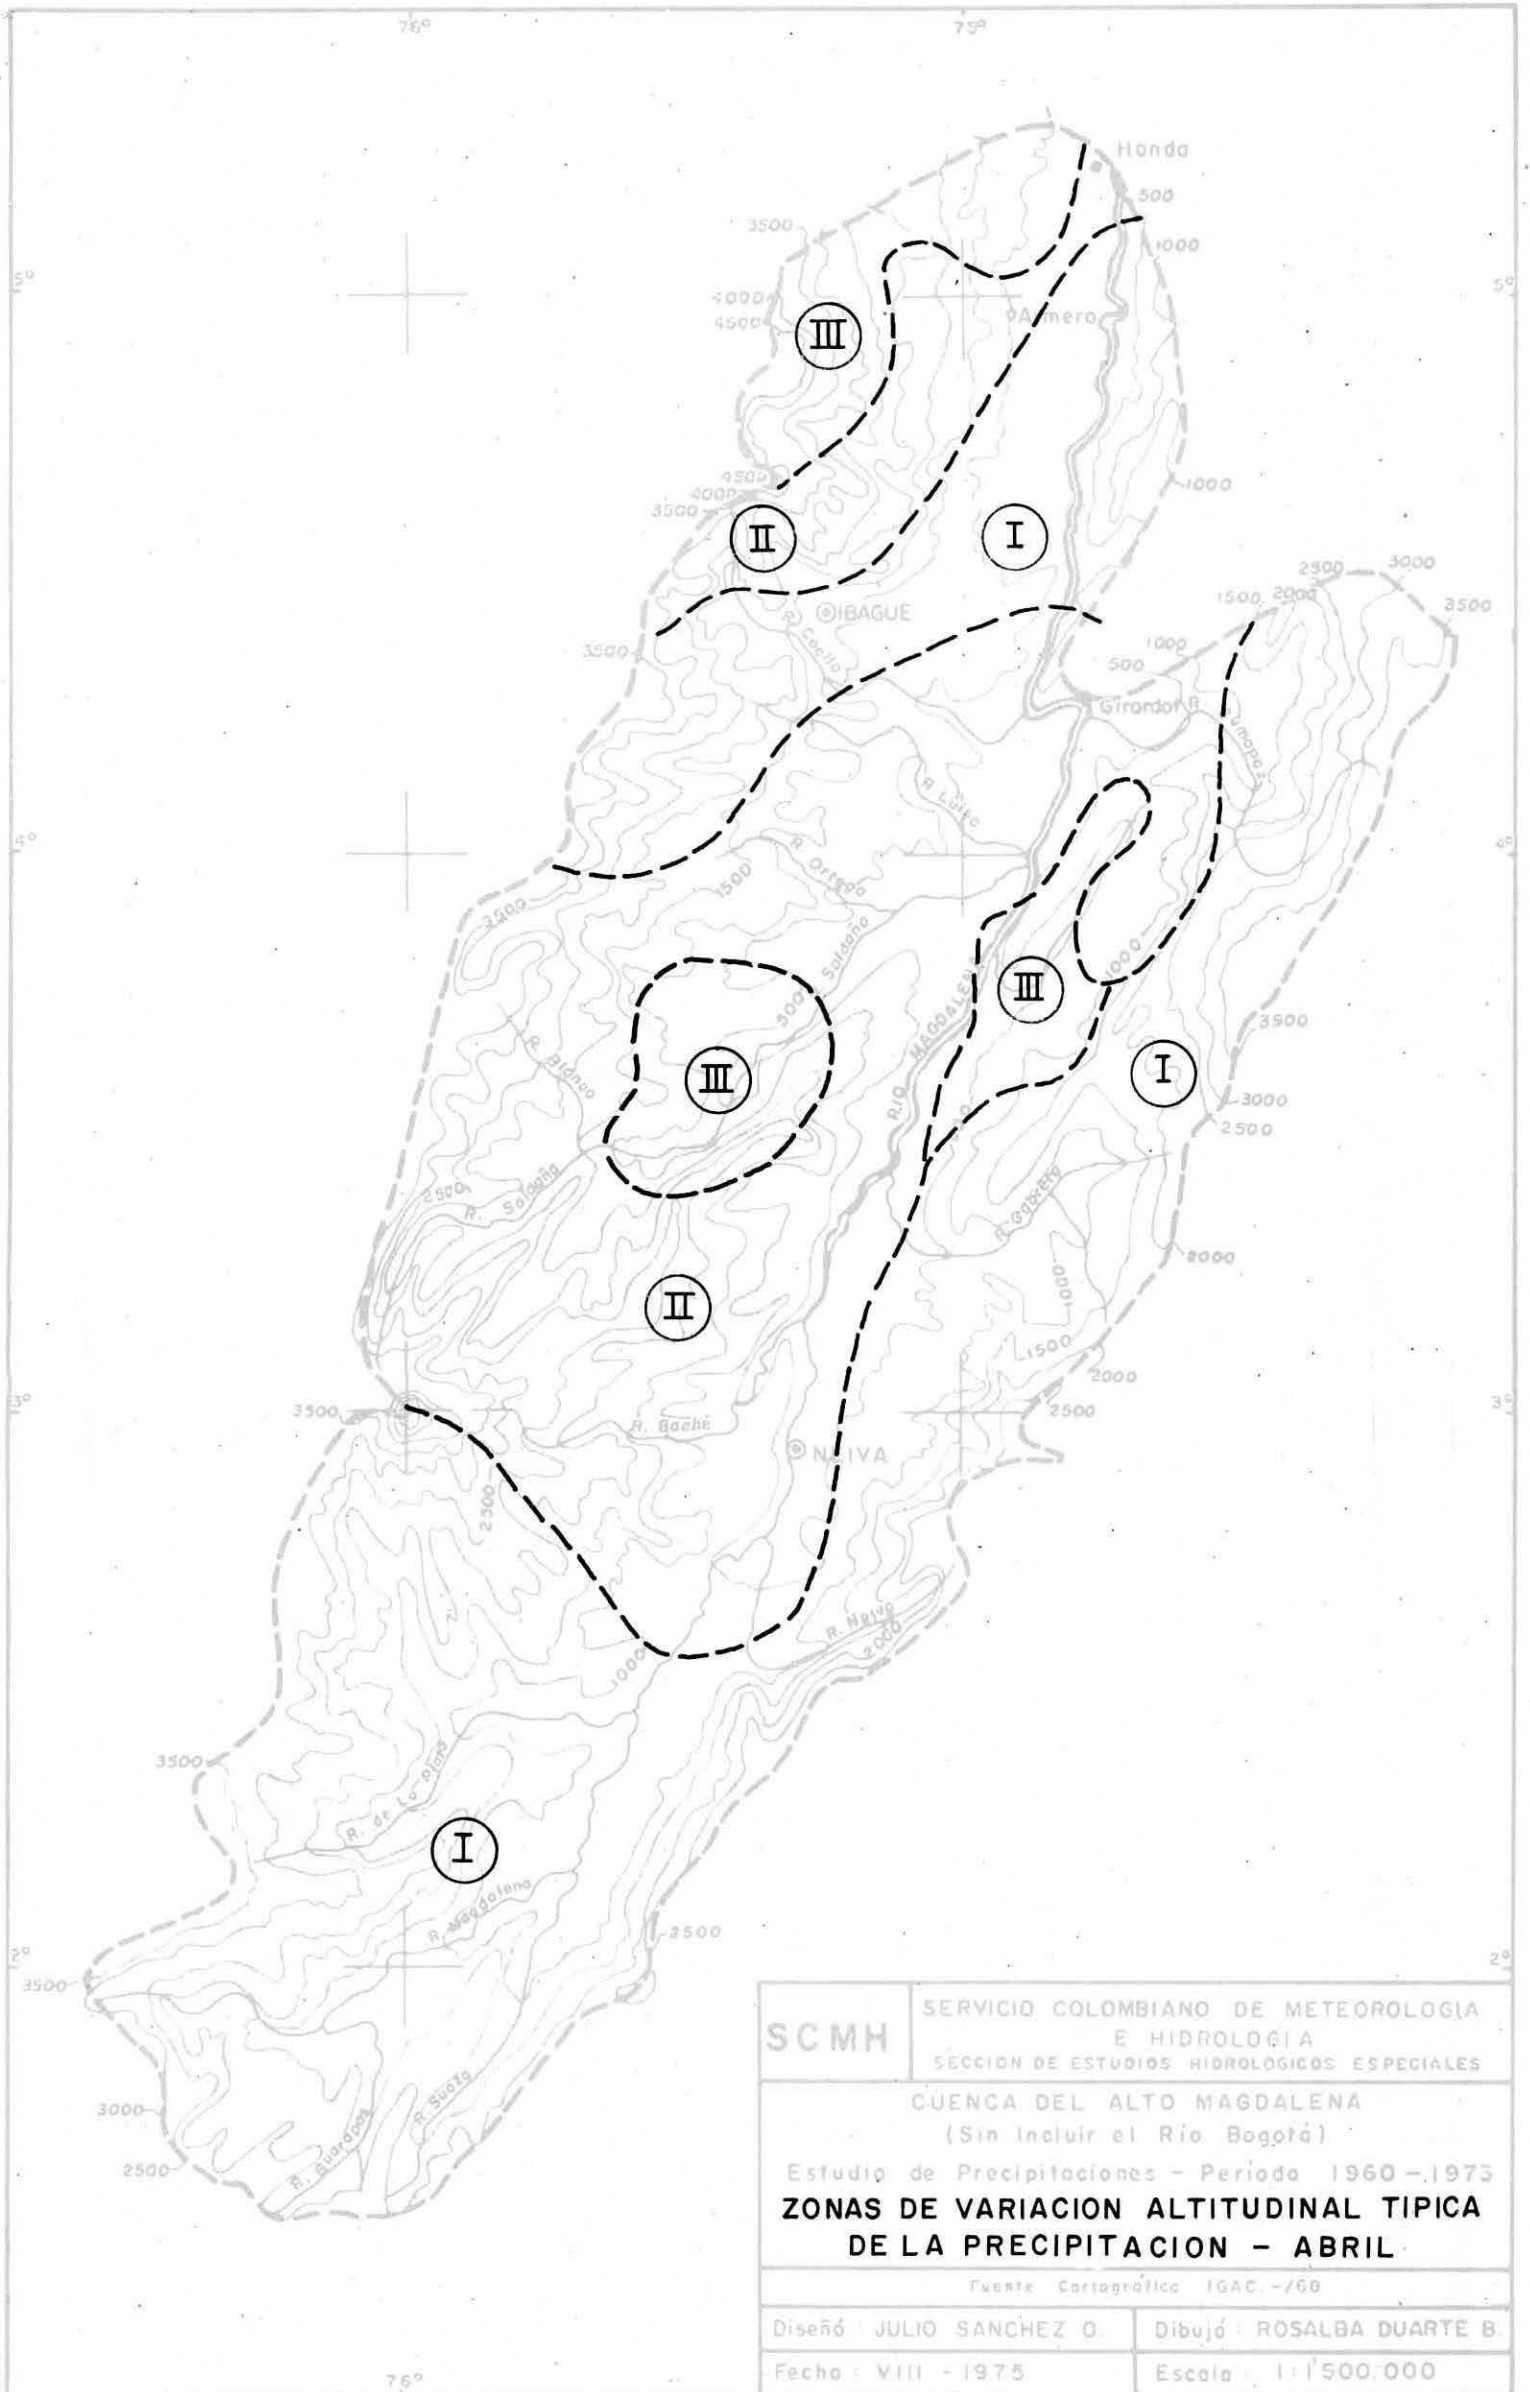 76°
75°
Honda
500
3500
1000
5°
5°
4000
4500
Armero
III
4500
4000
3500
1000
II
I
2500
3000
1500
2000
3500
IBAGUE
R. Coello
3500
1000
500
Girardot
R.
Sumapaz
R. Luisa
4°
4°
R. Ortega
1500
3500
Saldaña
1000
500
III
RIO MAGDALENA
3500
R. Blanco
III
I
3000
2500
2500
R. Saldaña
R. Cabrera
2000
1000
II
1500
2000
3°
3°
3500
2500
R. Baché
NEIVA
2500
R. Neiva
2000
1000
3500
R. de La Plata
I
R. Magdalena
2500
2°
2°
3500
3000
R. Suaza
2500
R. Guarapas
SCMH
SERVICIO COLOMBIANO DE METEOROLOGIA
E HIDROLOGIA
SECCION DE ESTUDIOS HIDROLOGICOS ESPECIALES
CUENCA DEL ALTO MAGDALENA
(Sin Incluir el Río Bogotá)
Estudio de Precipitaciones - Período 1960 - 1973
ZONAS DE VARIACION ALTITUDINAL TIPICA
DE LA PRECIPITACION - ABRIL
Fuente Cartográfica IGAC.
Diseñó : JULIO SANCHEZ O.
Dibujó : ROSALBA DUARTE B.
Fecha : VIII - 1975
Escala : 1:1'500.000
76°